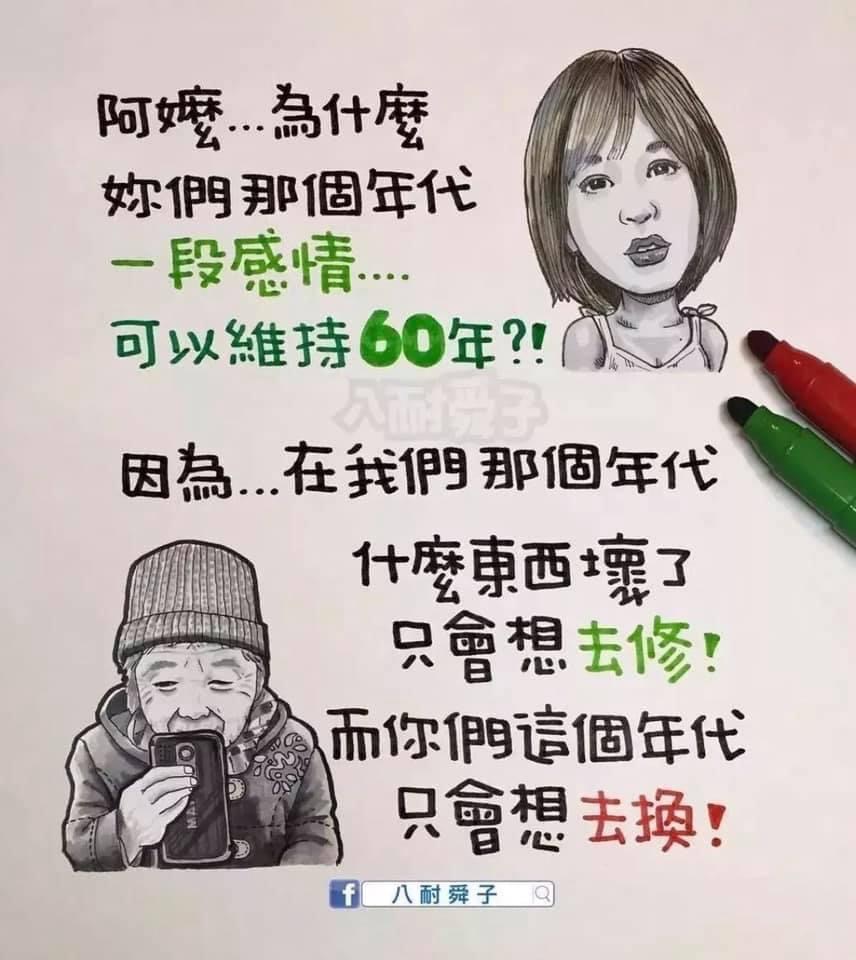 阿嬤...為什麼
妳們那個年代
一段感情....
可以維持60年?!
八耐舜子
因為...在我們那個年代
什麼東西壞了
只會想去修!
而你們這個年代
只會想去換!
八耐舜子